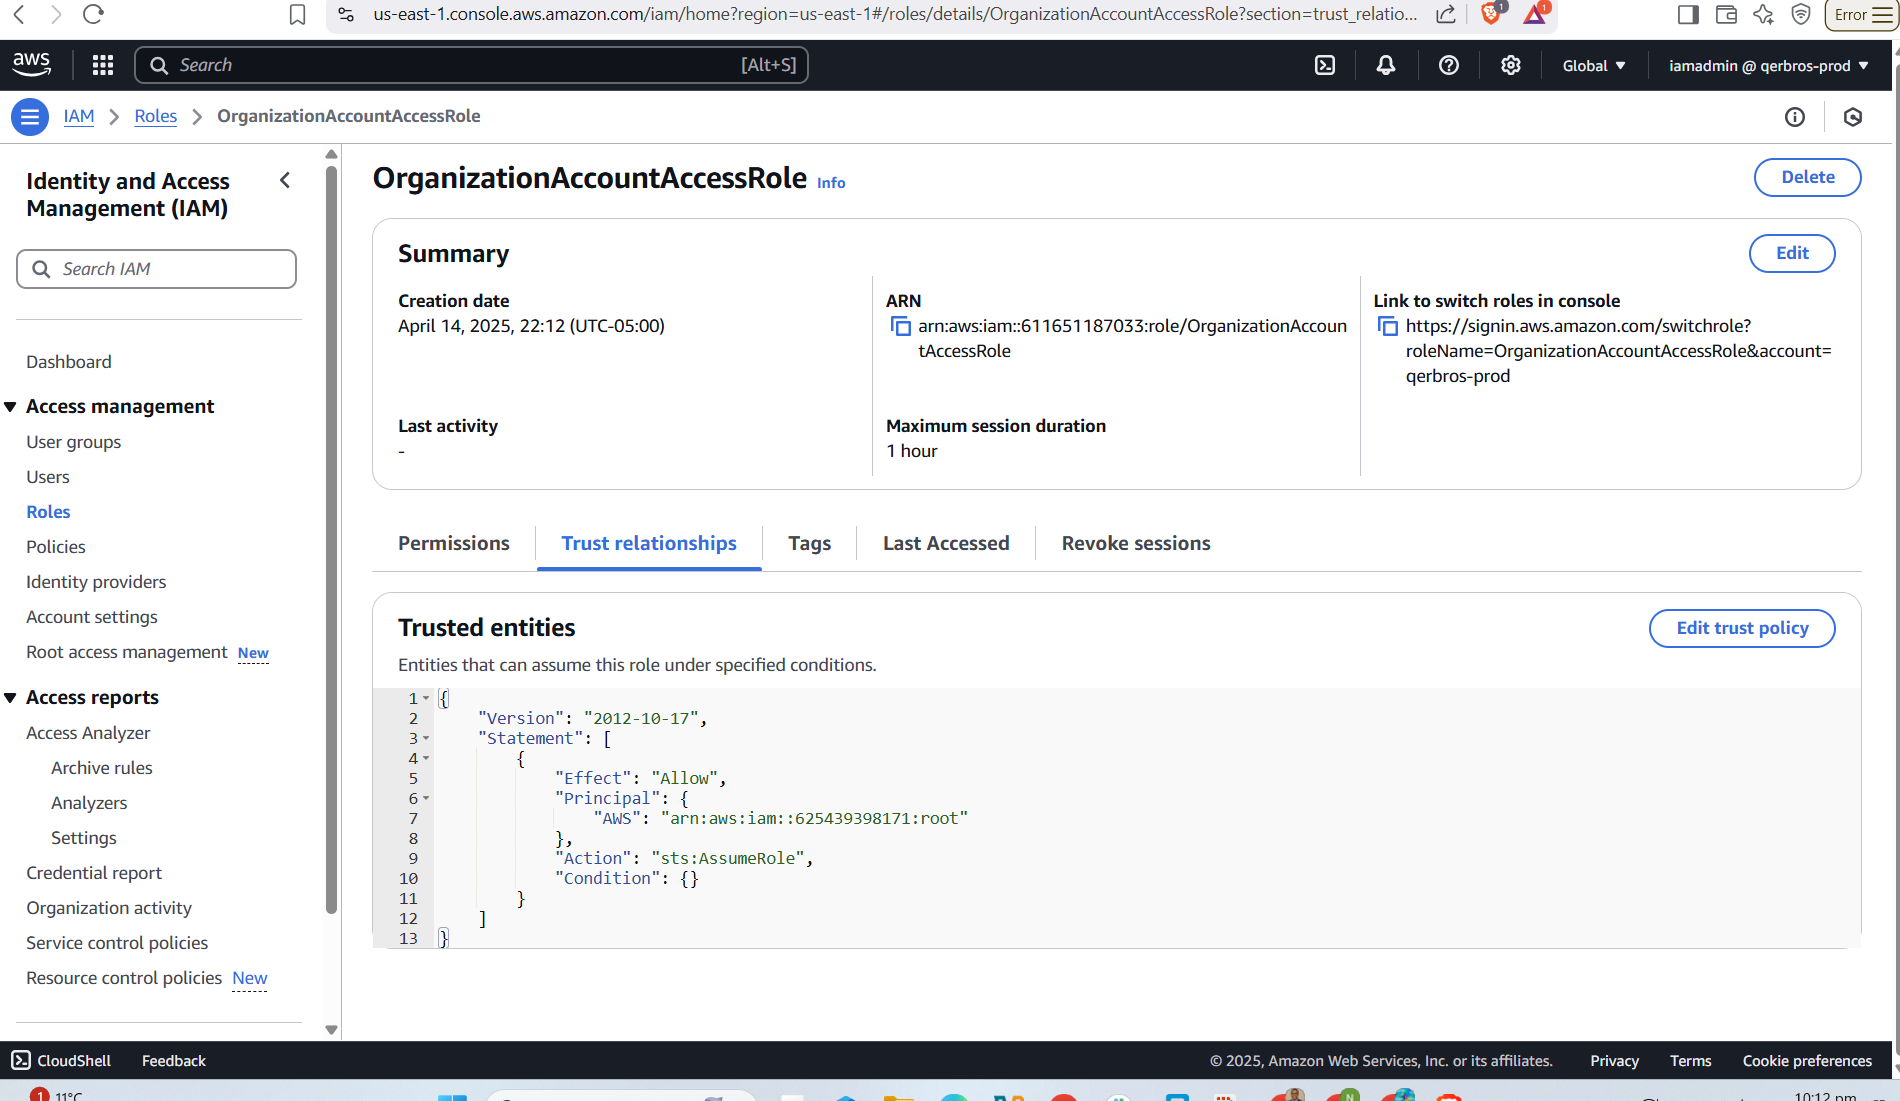 us-east-1.console.aws.amazon.com/iam/home?region=us-east-1#/roles/details/OrganizationAccountAccessRole?section=trust_relatio...
1
1
Error
aws
Search
[Alt+S]
Global
iamadmin @ qerbros-prod
IAM
Roles
OrganizationAccountAccessRole
Identity and Access
Management (IAM)
Search IAM
Dashboard
Access management
User groups
Users
Roles
Policies
Identity providers
Account settings
Root access management New
Access reports
Access Analyzer
Archive rules
Analyzers
Settings
Credential report
Organization activity
Service control policies
Resource control policies New
OrganizationAccountAccessRole Info
Delete
Summary
Edit
Creation date
April 14, 2025, 22:12 (UTC-05:00)
ARN
arn:aws:iam::611651187033:role/OrganizationAccoun
tAccessRole
Link to switch roles in console
https://signin.aws.amazon.com/switchrole?
roleName=OrganizationAccountAccessRole&account=
qerbros-prod
Last activity
-
Maximum session duration
1 hour
Permissions
Trust relationships
Tags
Last Accessed
Revoke sessions
Trusted entities
Edit trust policy
Entities that can assume this role under specified conditions.
1 {
2 "Version": "2012-10-17",
3 "Statement": [
4 {
5 "Effect": "Allow",
6 "Principal": {
7 "AWS": "arn:aws:iam::625439398171:root"
8 },
9 "Action": "sts:AssumeRole",
10 "Condition": {}
11 }
12 ]
13 }
CloudShell
Feedback
© 2025, Amazon Web Services, Inc. or its affiliates.
Privacy
Terms
Cookie preferences
1
11°C
10:12 pm